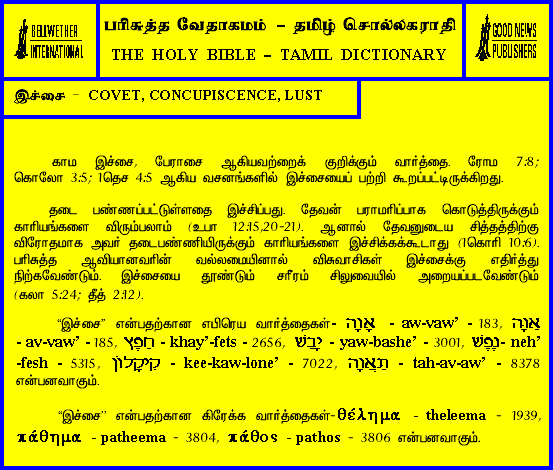 BELLWETHER
INTERNATIONAL
பரிசுத்த வேதாகமம் – தமிழ் சொல்லகராதி
THE HOLY BIBLE – TAMIL DICTIONARY
GOOD NEWS
PUBLISHERS
இச்சை - COVET, CONCUPISCENCE, LUST
காம இச்சை, பேராசை ஆகியவற்றைக் குறிக்கும் வார்த்தை. ரோம 7:8;
கொலோ 3:5; 1தெச 4:5 ஆகிய வசனங்களில் இச்சையைப் பற்றி கூறப்பட்டிருக்கிறது.
தடை பண்ணப்பட்டுள்ளதை இச்சிப்பது. தேவன் பராமரிப்பாக கொடுத்திருக்கும்
காரியங்களை விரும்பலாம் (உபா 12:15,20-21). ஆனால் தேவனுடைய சித்தத்திற்கு
விரோதமாக அவர் தடைபண்ணியிருக்கும் காரியங்களை இச்சிக்கக்கூடாது (1கொரி 10:6).
பரிசுத்த ஆவியானவரின் வல்லமையினால் விசுவாசிகள் இச்சைக்கு எதிர்த்து
நிற்கவேண்டும். இச்சையை தூண்டும் சரீரம் சிலுவையில் அறையப்படவேண்டும்
(கலா 5:24; தீத் 2:12).
“இச்சை” என்பதற்கான எபிரெய வார்த்தைகள்- אָוָה - aw-vaw’ - 183, אַוָּה
- av-vaw’ - 185, חֵפֶץ - khay’-fets - 2656, יָבֵשׁ - yaw-bashe’ - 3001, נֶפֶשׁ- neh’
-fesh - 5315, קִיקָלוֹן - kee-kaw-lone’ - 7022, תַּאֲוָה - tah-av-aw’ - 8378
என்பனவாகும்.
“இச்சை” என்பதற்கான கிரேக்க வார்த்தைகள்-θέλημα - theleema - 1939,
πάθημα - patheema - 3804, πάθος - pathos - 3806 என்பனவாகும்.